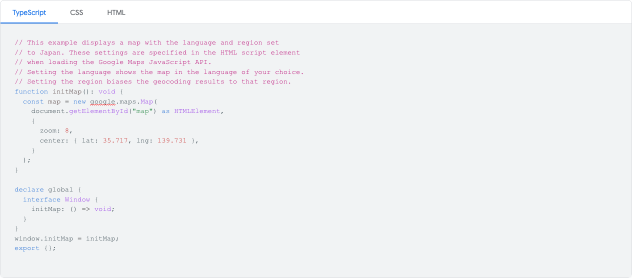 TypeScript CSS HTML
// This example displays a map with the language and region set
// to Japan. These settings are specified in the HTML script element
// when loading the Google Maps JavaScript API.
// Setting the language shows the map in the language of your choice.
// Setting the region biases the geocoding results to that region.
function initMap(): void {
  const map = new google.maps.Map(
    document.getElementById("map") as HTMLElement,
    {
      zoom: 8,
      center: { lat: 35.717, lng: 139.731 },
    }
  );
}
declare global {
  interface Window {
    initMap: () => void;
  }
}
window.initMap = initMap;
export {};